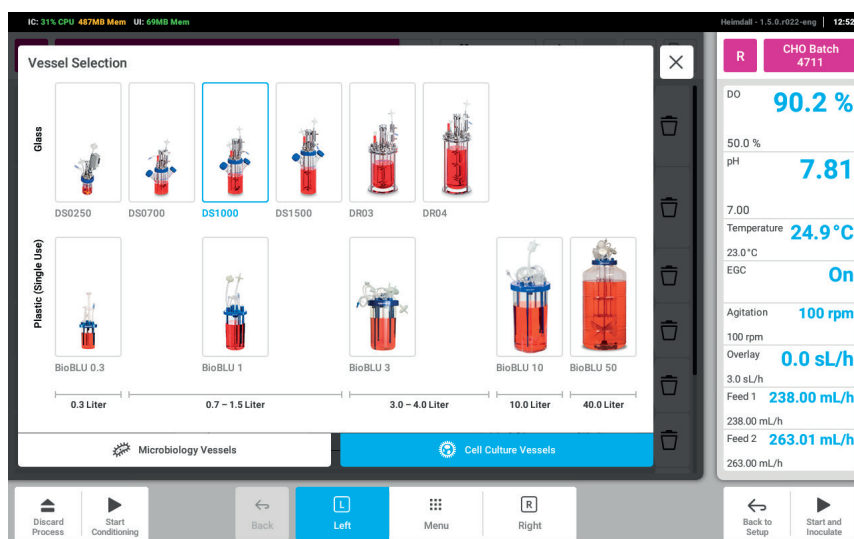 IC: 31% CPU 487MB Mem UI: 69MB Mem
Heimdall - 1.5.0.r022-eng | 12:52
Vessel Selection
Glass
DS0250 DS0700 DS1000 DS1500 DR03 DR04
Plastic (Single Use)
BioBLU 0.3 BioBLU 1 BioBLU 3 BioBLU 10 BioBLU 50
0.3 Liter 0.7 – 1.5 Liter 3.0 – 4.0 Liter 10.0 Liter 40.0 Liter
Microbiology Vessels Cell Culture Vessels
R
CHO Batch
4711
DO
90.2 %
50.0 %
pH
7.81
7.00
Temperature
24.9°C
23.0°C
EGC
On
Agitation
100 rpm
100 rpm
Overlay
0.0 sL/h
3.0 sL/h
Feed 1
238.00 mL/h
238.00 mL/h
Feed 2
263.01 mL/h
263.00 mL/h
Discard
Process
Start
Conditioning
Back
L
Left
Menu
R
Right
Back to
Setup
Start and
Inoculate